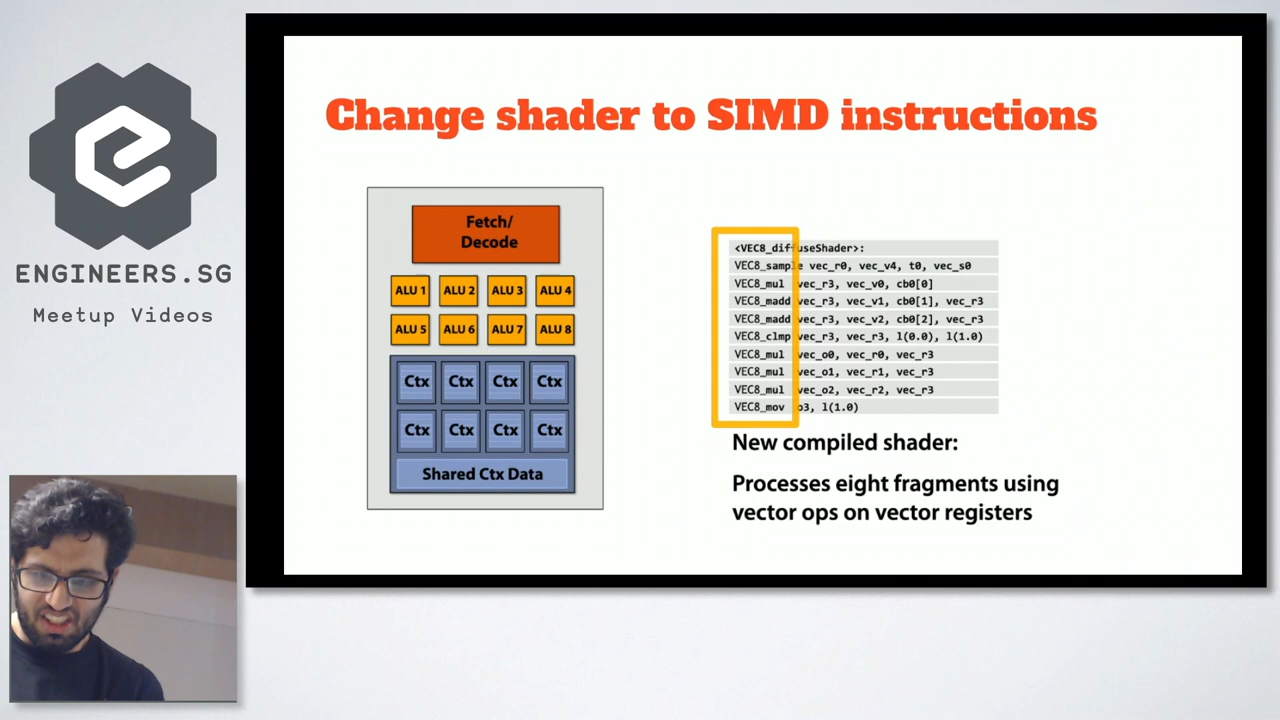 ENGINEERS.SG
Meetup Videos
Change shader to SIMD instructions
Fetch/
Decode
ALU 1 ALU 2 ALU 3 ALU 4
ALU 5 ALU 6 ALU 7 ALU 8
Ctx Ctx Ctx Ctx
Ctx Ctx Ctx Ctx
Shared Ctx Data
<VEC8_diffuseShader>:
VEC8_sample vec_r0, vec_v4, t0, vec_s0
VEC8_mul vec_r3, vec_v0, cb0[0]
VEC8_madd vec_r3, vec_v1, cb0[1], vec_r3
VEC8_madd vec_r3, vec_v2, cb0[2], vec_r3
VEC8_clmp vec_r3, vec_r3, l(0.0), l(1.0)
VEC8_mul vec_o0, vec_r0, vec_r3
VEC8_mul vec_o1, vec_r1, vec_r3
VEC8_mul vec_o2, vec_r2, vec_r3
VEC8_mov o3, l(1.0)
New compiled shader:
Processes eight fragments using
vector ops on vector registers